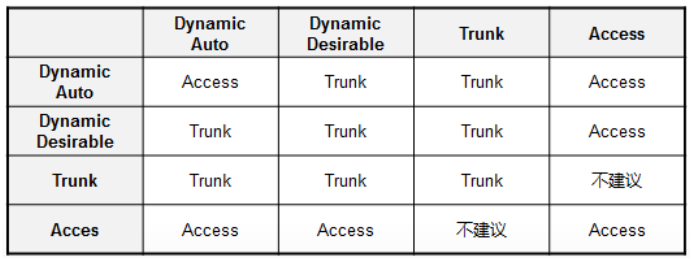 Dynamic Auto Dynamic Desirable Trunk Access
Dynamic Auto Access Trunk Trunk Access
Dynamic Desirable Trunk Trunk Trunk Access
Trunk Trunk Trunk Trunk 不建议
Acces Access Access 不建议 Access